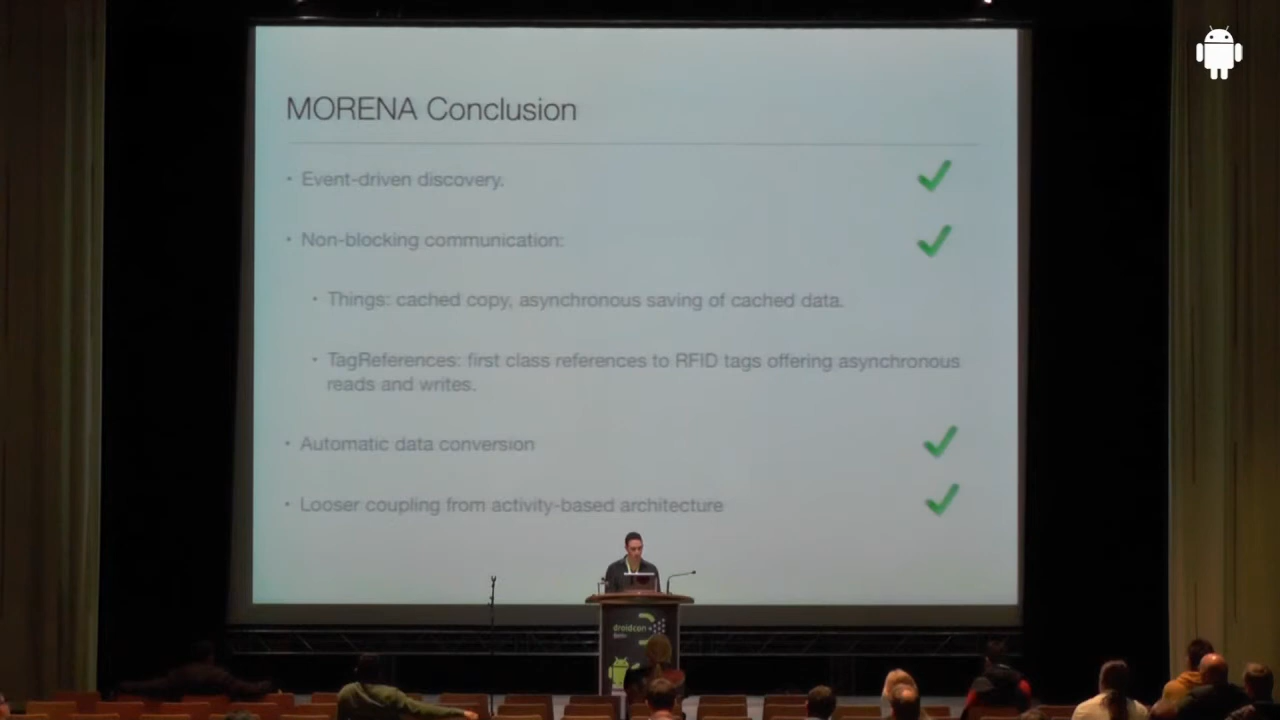 MORENA Conclusion
• Event-driven discovery.
• Non-blocking communication:
• Things: cached copy, asynchronous saving of cached data.
• TagReferences: first class references to RFID tags offering asynchronous
reads and writes.
• Automatic data conversion
• Looser coupling from activity-based architecture
droidcon